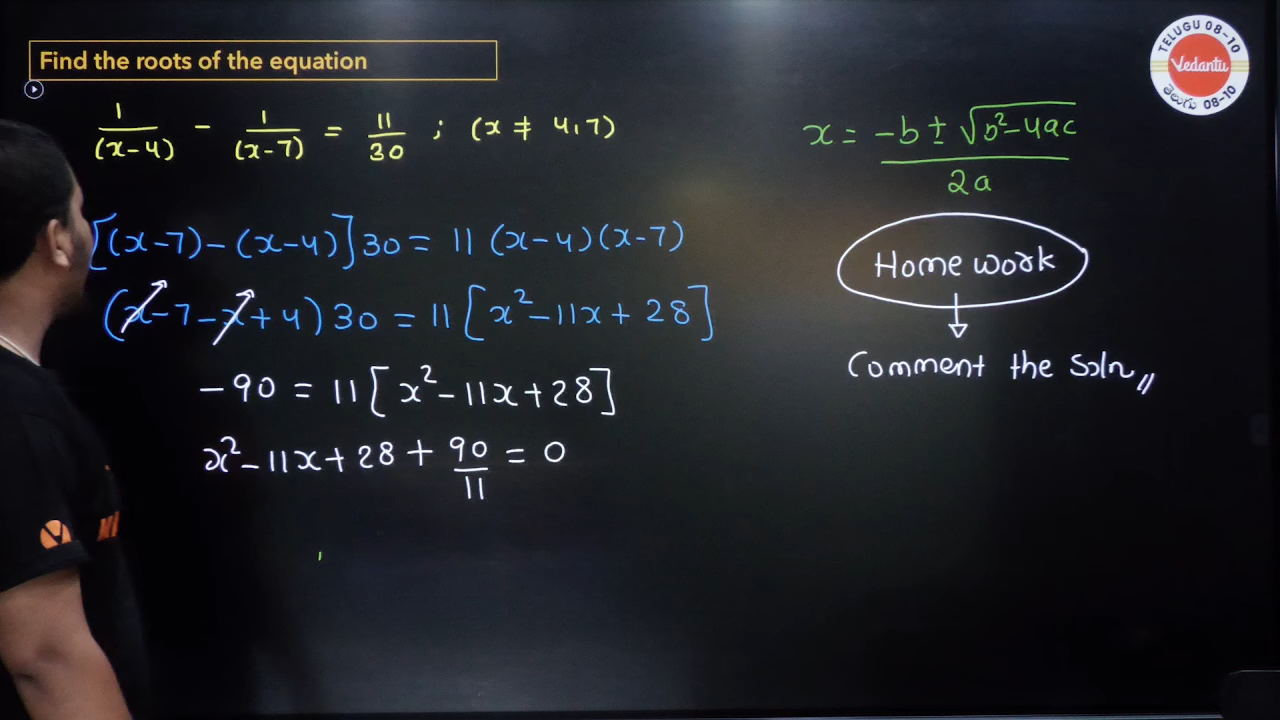 Find the roots of the equation
1/(x-4) - 1/(x-7) = 11/30 ; (x ≠ 4,7)
[(x-7)-(x-4)]30 = 11(x-4)(x-7)
(x-7-x+4)30 = 11[x²-11x+28]
-90 = 11[x²-11x+28]
x²-11x+28+90/11 = 0
x = -b ± √b²-4ac / 2a
Home work
Comment the Soln
TELUGU 08-10
Vedantu
తెలుగు 08-10